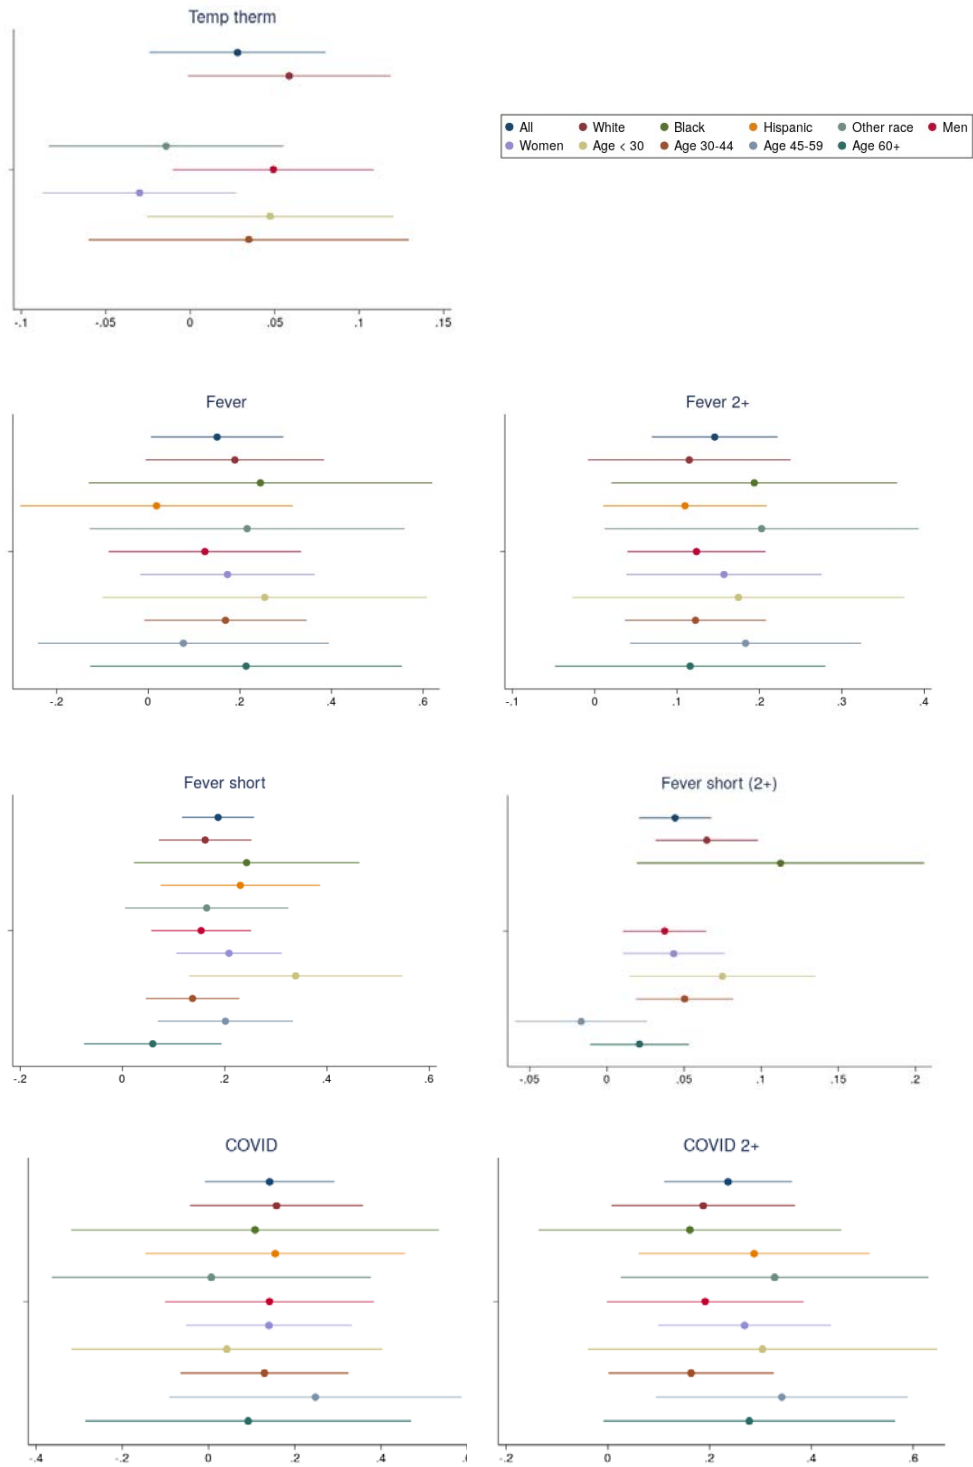 Temp therm
-.1 -.05 0 .05 .1 .15
All White Black Hispanic Other race Men
Women Age < 30 Age 30-44 Age 45-59 Age 60+
Fever
-.2 0 .2 .4 .6
Fever 2+
-.1 0 .1 .2 .3 .4
Fever short
-.2 0 .2 .4 .6
Fever short (2+)
-.05 0 .05 .1 .15 .2
COVID
-.4 -.2 0 .2 .4
COVID 2+
-.2 0 .2 .4 .6